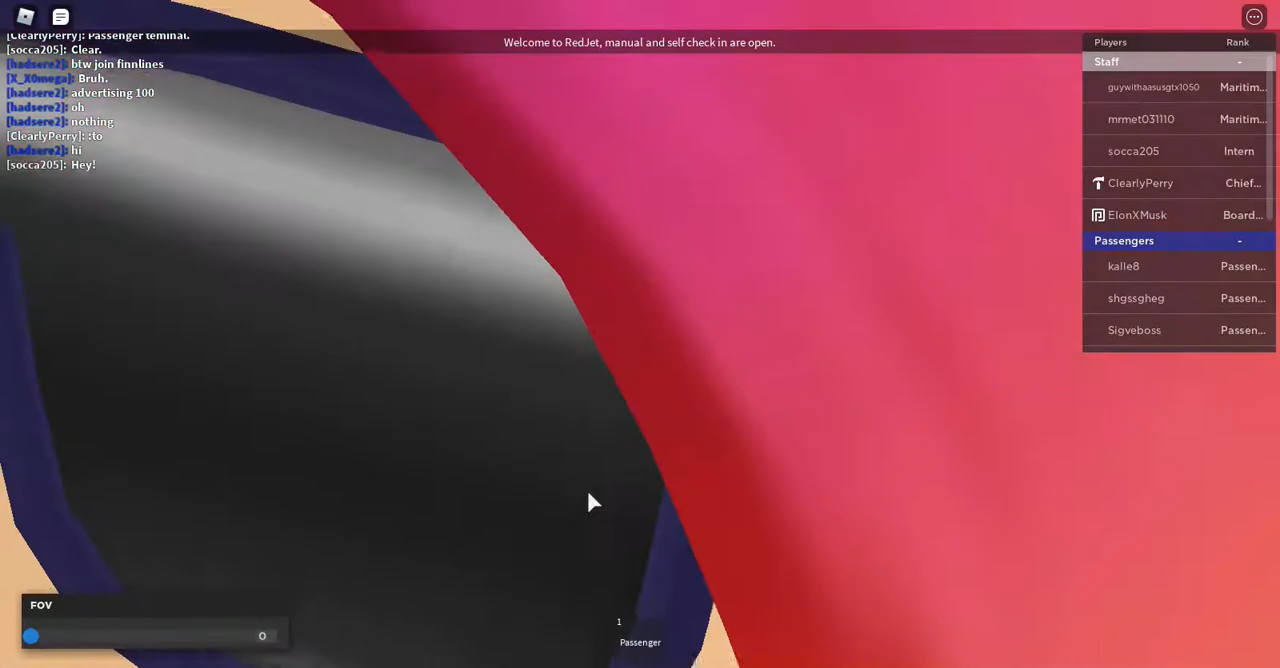 [ClearlyPerry]: Passenger teminal.
[socca205]: Clear.
[hadsere2]: btw join finnlines
[X_X0mega]: Bruh.
[hadsere2]: advertising 100
[hadsere2]: oh
[hadsere2]: nothing
[ClearlyPerry]: :to
[hadsere2]: hi
[socca205]: Hey!
Welcome to RedJet, manual and self check in are open.
Players Rank
Staff -
guywithaasusgtx1050 Maritim...
mrmet031110 Maritim...
socca205 Intern
ClearlyPerry Chief...
ElonXMusk Board...
Passengers -
kalle8 Passen...
shgssgheg Passen...
Sigveboss Passen...
FOV
0
1
Passenger